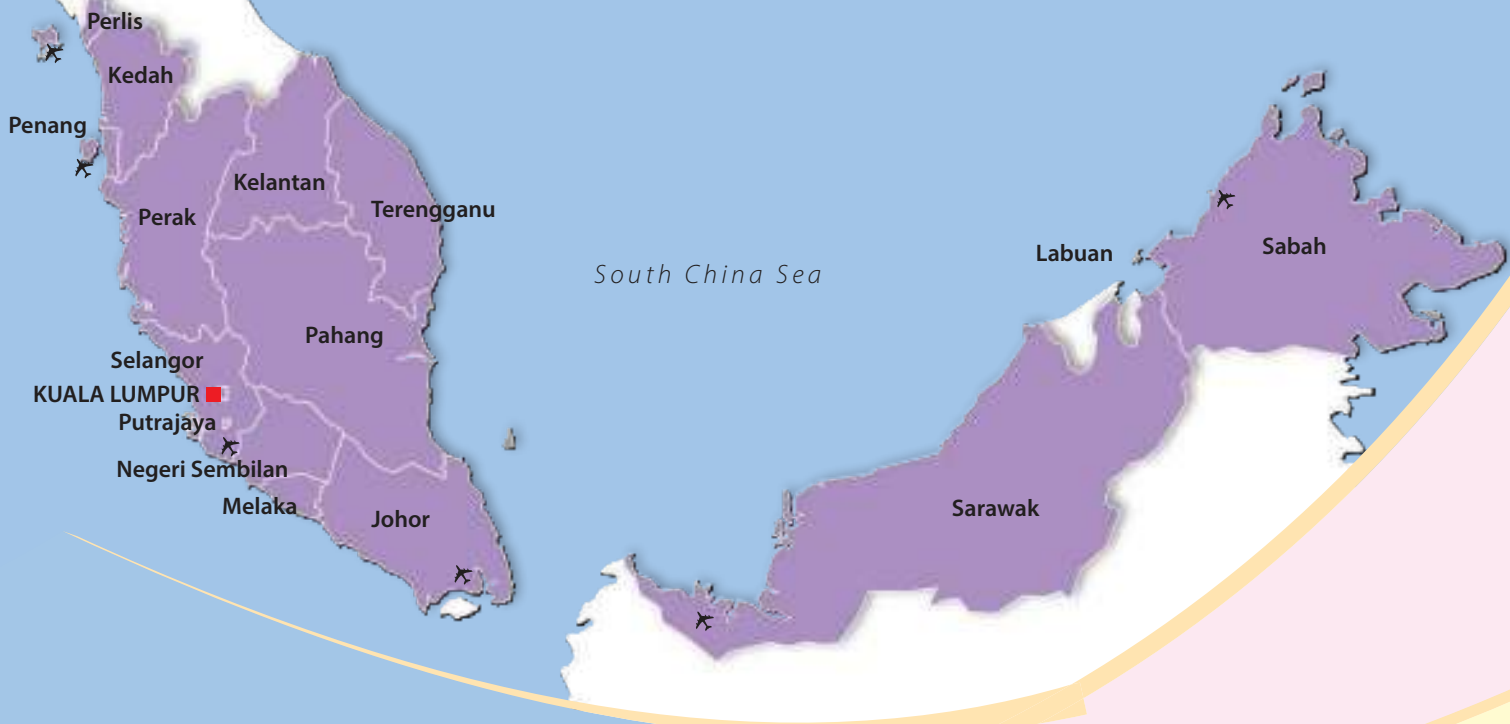 Perlis
Kedah
Penang
Kelantan
Terengganu
Perak
Pahang
Selangor
KUALA LUMPUR
Putrajaya
Negeri Sembilan
Melaka
Johor
South China Sea
Labuan
Sabah
Sarawak